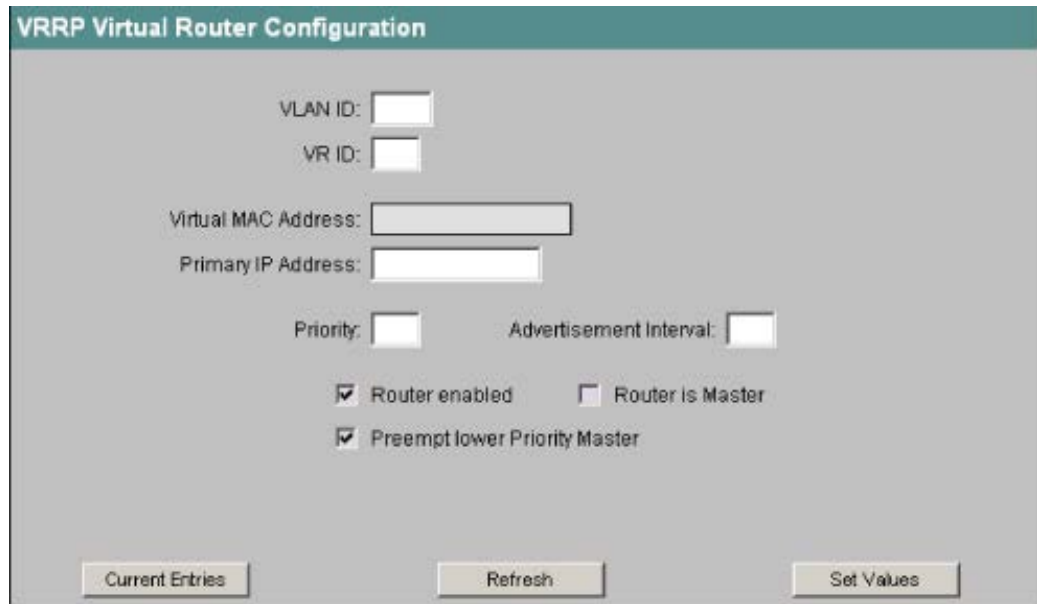 VRRP Virtual Router Configuration
VLAN ID:
VR ID:
Virtual MAC Address:
Primary IP Address:
Priority: Advertisement Interval:
Router enabled Router is Master
Preempt lower Priority Master
Current Entries Refresh Set Values